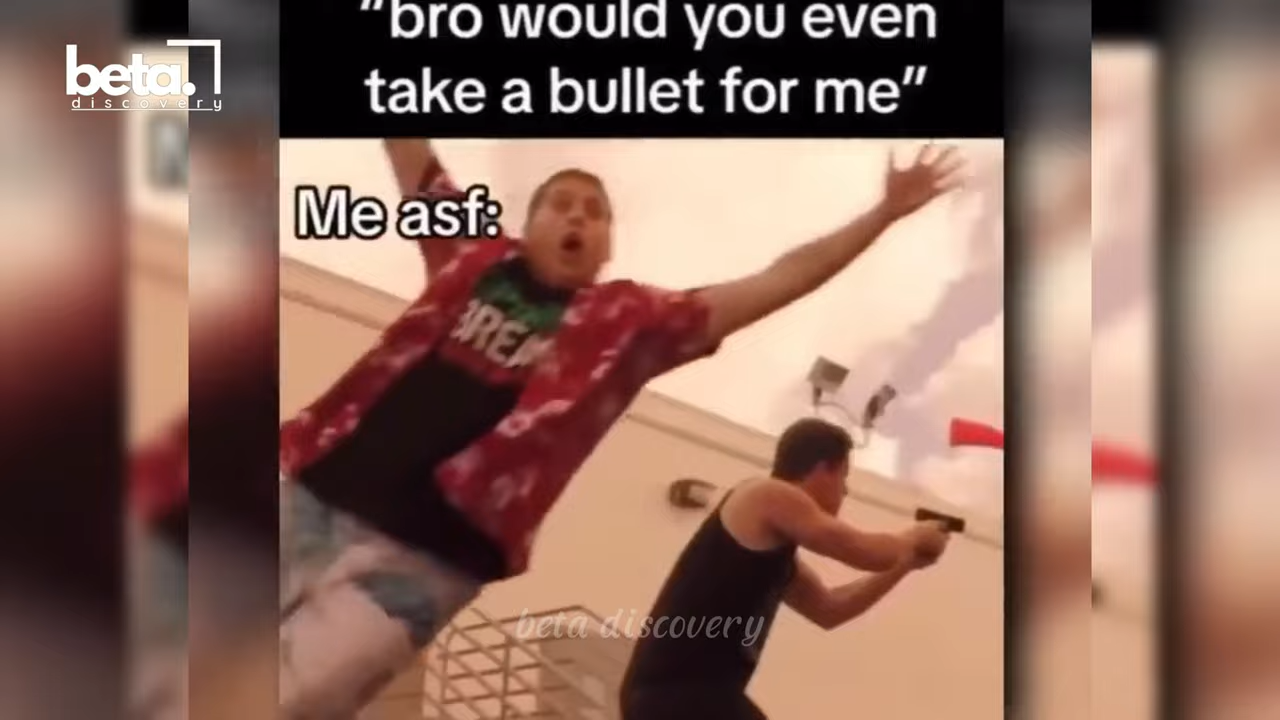 "bro would you even
take a bullet for me"
beta.
discovery
Me asf:
beta discovery